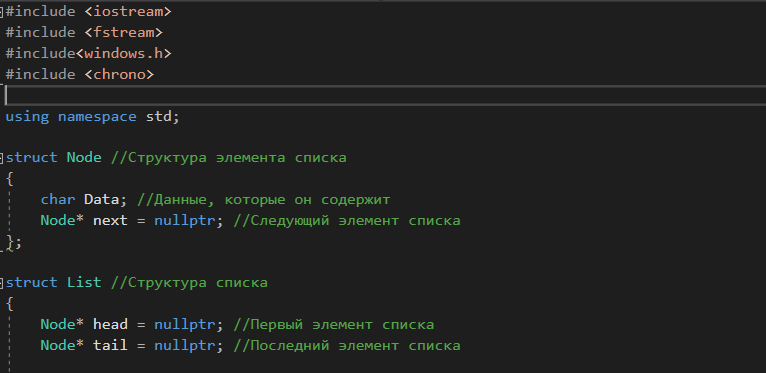 #include <iostream>
#include <fstream>
#include<windows.h>
#include <chrono>
using namespace std;
struct Node //Структура элемента списка
{
char Data; //Данные, которые он содержит
Node* next = nullptr; //Следующий элемент списка
};
struct List //Структура списка
{
Node* head = nullptr; //Первый элемент списка
Node* tail = nullptr; //Последний элемент списка